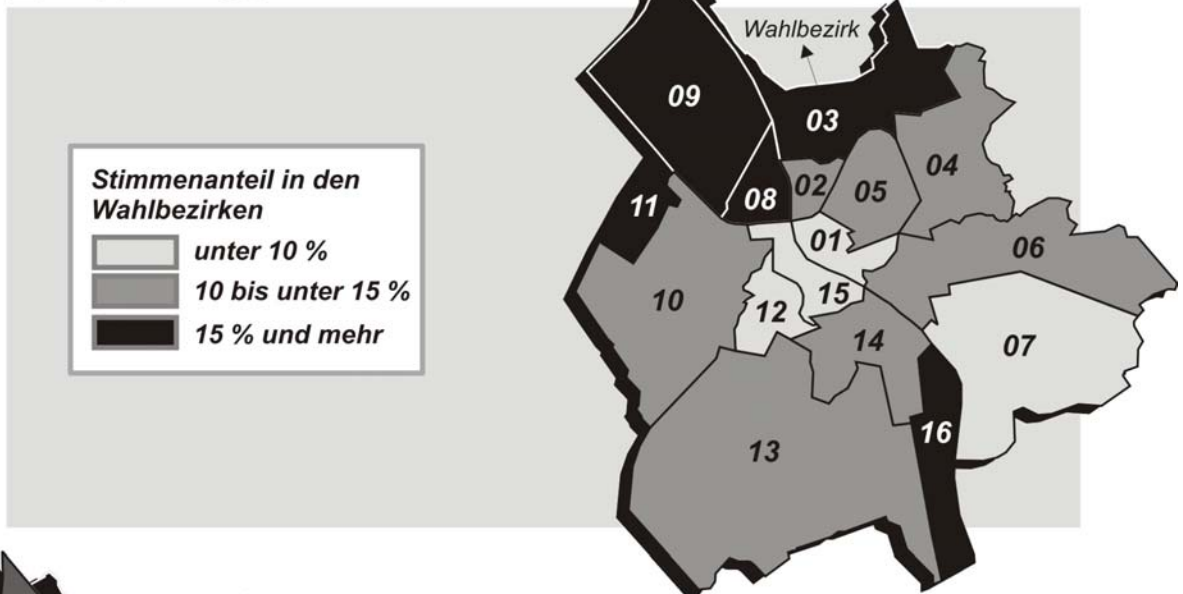 Wahlbezirk
09
03
04
02
05
08
11
01
06
10
15
12
14
07
16
13
Stimmenanteil in den
Wahlbezirken
unter 10 %
10 bis unter 15 %
15 % und mehr